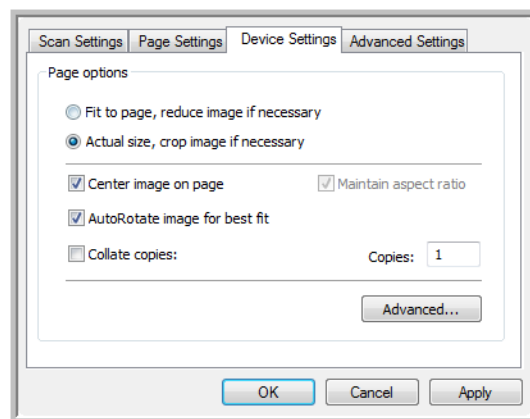 Scan Settings Page Settings Device Settings Advanced Settings
Page options
Fit to page, reduce image if necessary
Actual size, crop image if necessary
Center image on page Maintain aspect ratio
AutoRotate image for best fit
Collate copies: Copies: 1
Advanced...
OK Cancel Apply